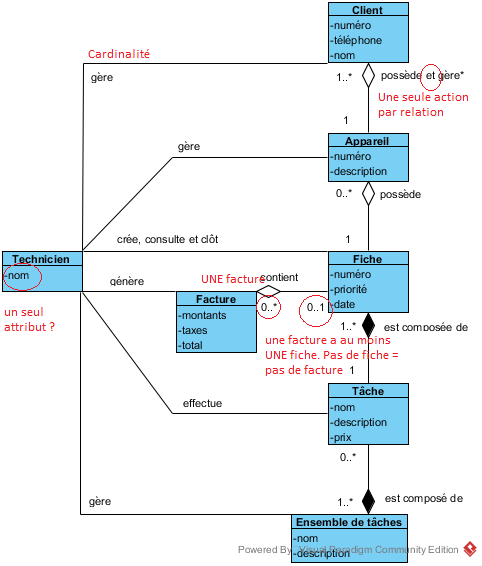 Client
-numéro
-téléphone
-nom
Cardinalité
gère
1..*
possède et gère*
Une seule action
par relation
1
Appareil
-numéro
-description
gère
0..*
possède
crée, consulte et clôt
1
Technicien
-nom
Fiche
-numéro
-priorité
-date
génère
UNE facture
contient
Facture
-montants
-taxes
-total
0..*
0..1
un seul
attribut ?
une facture a au moins
UNE fiche. Pas de fiche =
pas de facture
1..*
est composée de
1
Tâche
-nom
-description
-prix
effectue
0..*
gère
1..*
est composé de
Ensemble de tâches
-nom
-description
Powered By Visual Paradigm Community Edition